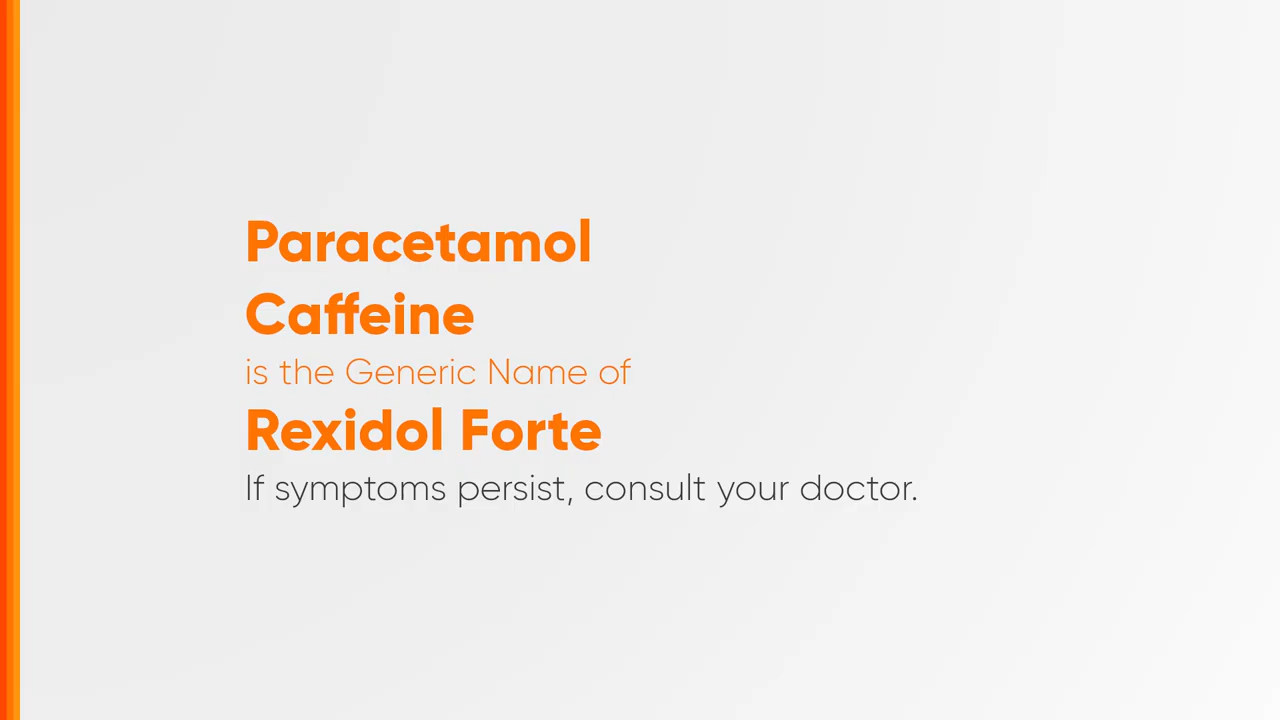 Paracetamol
Caffeine
is the Generic Name of
Rexidol Forte
If symptoms persist, consult your doctor.